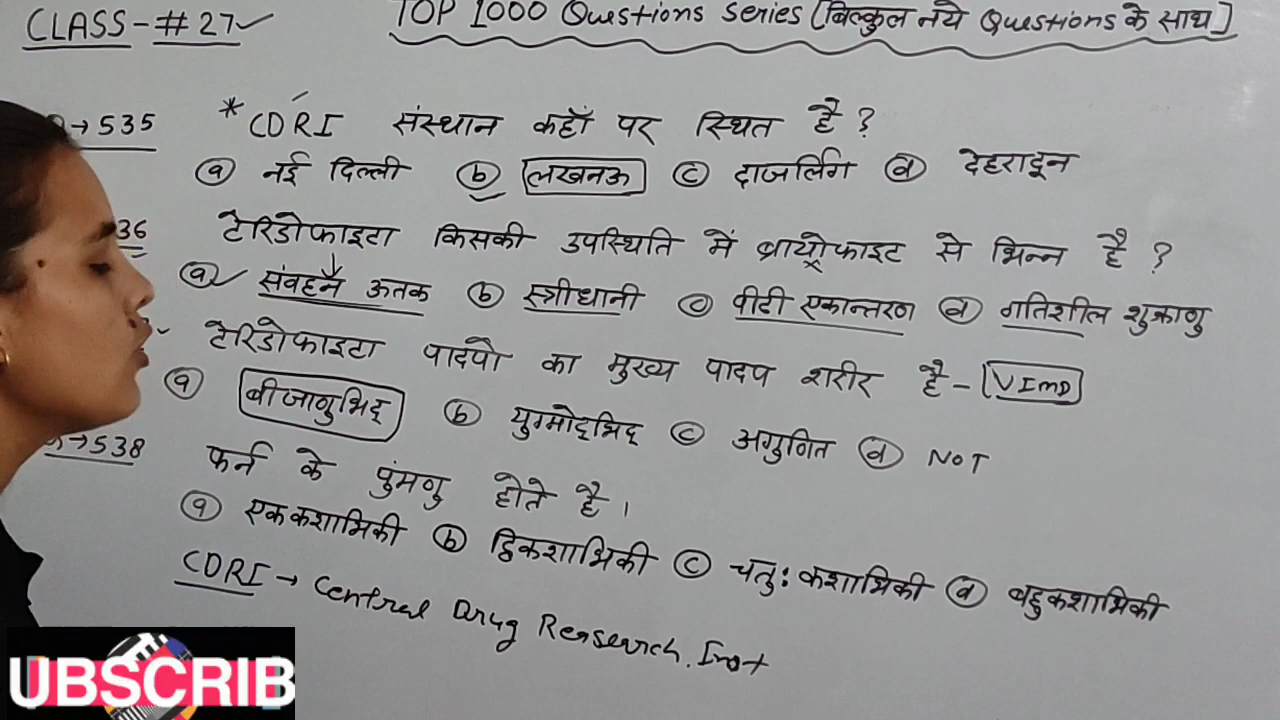 CLASS-#27✓
TOP 1000 Questions Series [बिल्कुल नये Questions के साथ]
→535 *CDRI संस्थान कहाँ पर स्थित है?
(a) नई दिल्ली (b) लखनऊ (c) दार्जालिंग (d) देहरादून
36 टेरिडोफाइटा किसकी उपस्थिति में ब्रायोफाइट से भिन्न है?
(a)✓ संवहन ऊतक (b) स्त्रीधानी (c) पीढी एकान्तरण (d) गतिशील शुक्राणु
टेरिडोफाइटा पादपो का मुख्य पादप शरीर है- VImp
(a) बीजाणुभिद् (b) युग्मोद्भिद् (c) अगुणित (d) NOT
→538 फर्न के पुंमणु होते है।
(a) एककशाभिकी (b) द्विकशाभिकी (c) चतु:कशाभिकी (d) बहुकशाभिकी
CDRI → Central Drug Research. Inst
UBSCRIB